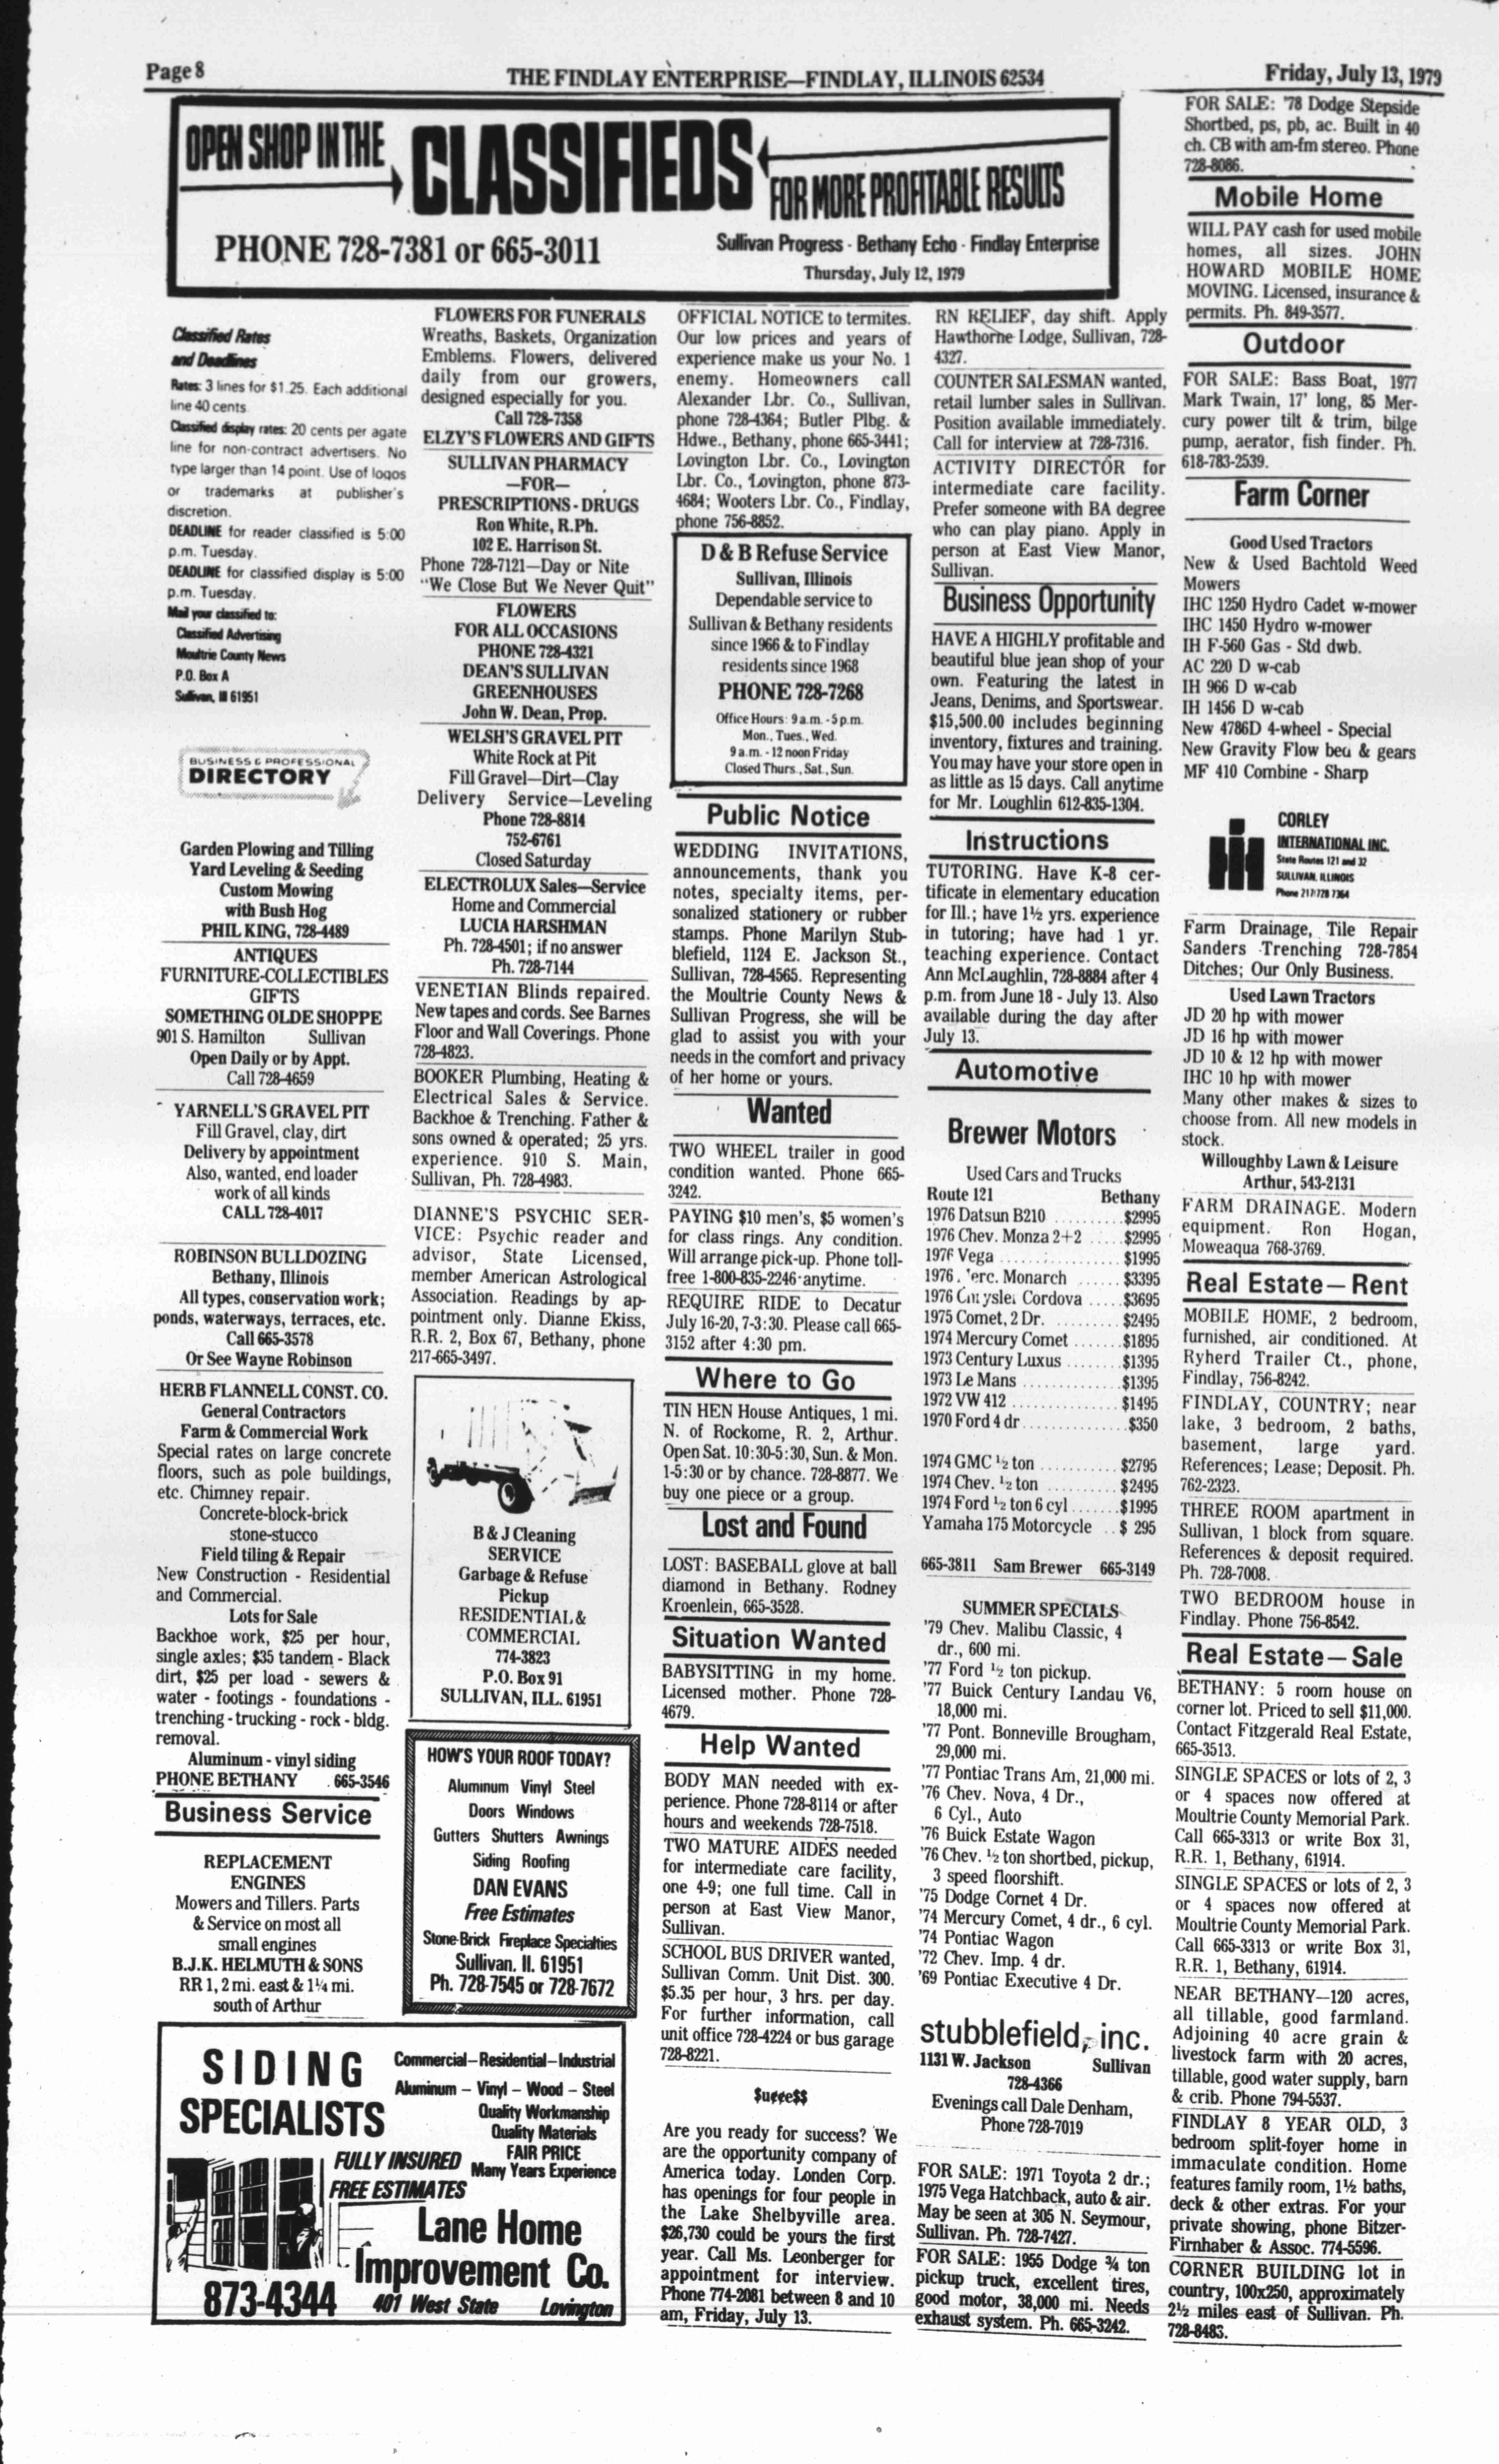 Page 8
THE FINDLAY ENTERPRISE—FINDLAY, ILLINOIS 62534
Friday, July 13, 1979
OPEN SHOP IN THE
CLASSIFIEDS
FOR MORE PROFITABLE RESULTS
PHONE 728-7381 or 665-3011
Sullivan Progress - Bethany Echo - Findlay Enterprise
Thursday, July 12, 1979
Classified Rates
and Deadlines
Rates: 3 lines for $1.25. Each additional
line 40 cents.
Classified display rates: 20 cents per agate
line for non-contract advertisers. No
type larger than 14 point. Use of logos
or trademarks at publisher's
discretion.
DEADLINE for reader classified is 5:00
p.m. Tuesday.
DEADLINE for classified display is 5:00
p.m. Tuesday.
Mail your classified to:
Classified Advertising
Moultrie County News
P.O. Box A
Sullivan, Ill 61951
BUSINESS & PROFESSIONAL
DIRECTORY
Garden Plowing and Tilling
Yard Leveling & Seeding
Custom Mowing
with Bush Hog
PHIL KING, 728-4489
ANTIQUES
FURNITURE-COLLECTIBLES
GIFTS
SOMETHING OLDE SHOPPE
901 S. Hamilton Sullivan
Open Daily or by Appt.
Call 728-4659
YARNELL'S GRAVEL PIT
Fill Gravel, clay, dirt
Delivery by appointment
Also, wanted, end loader
work of all kinds
CALL 728-4017
ROBINSON BULLDOZING
Bethany, Illinois
All types, conservation work;
ponds, waterways, terraces, etc.
Call 665-3578
Or See Wayne Robinson
HERB FLANNELL CONST. CO.
General Contractors
Farm & Commercial Work
Special rates on large concrete
floors, such as pole buildings,
etc. Chimney repair.
Concrete-block-brick
stone-stucco
Field tiling & Repair
New Construction - Residential
and Commercial.
Lots for Sale
Backhoe work, $25 per hour,
single axles; $35 tandem - Black
dirt, $25 per load - sewers &
water - footings - foundations -
trenching - trucking - rock - bldg.
removal.
Aluminum - vinyl siding
PHONE BETHANY 665-3546
Business Service
REPLACEMENT
ENGINES
Mowers and Tillers. Parts
& Service on most all
small engines
B.J.K. HELMUTH & SONS
RR 1, 2 mi. east & 1¼ mi.
south of Arthur
SIDING
SPECIALISTS
Commercial—Residential—Industrial
Aluminum — Vinyl — Wood — Steel
Quality Workmanship
Quality Materials
FAIR PRICE
Many Years Experience
FULLY INSURED
FREE ESTIMATES
Lane Home
Improvement Co.
873-4344
401 West State Lovington
FLOWERS FOR FUNERALS
Wreaths, Baskets, Organization
Emblems. Flowers, delivered
daily from our growers,
designed especially for you.
Call 728-7358
ELZY'S FLOWERS AND GIFTS
SULLIVAN PHARMACY
—FOR—
PRESCRIPTIONS - DRUGS
Ron White, R.Ph.
102 E. Harrison St.
Phone 728-7121—Day or Nite
"We Close But We Never Quit"
FLOWERS
FOR ALL OCCASIONS
PHONE 728-4321
DEAN'S SULLIVAN
GREENHOUSES
John W. Dean, Prop.
WELSH'S GRAVEL PIT
White Rock at Pit
Fill Gravel—Dirt—Clay
Delivery Service—Leveling
Phone 728-8814
752-6761
Closed Saturday
ELECTROLUX Sales—Service
Home and Commercial
LUCIA HARSHMAN
Ph. 728-4501; if no answer
Ph. 728-7144
VENETIAN Blinds repaired.
New tapes and cords. See Barnes
Floor and Wall Coverings. Phone
728-4823.
BOOKER Plumbing, Heating &
Electrical Sales & Service.
Backhoe & Trenching. Father &
sons owned & operated; 25 yrs.
experience. 910 S. Main,
Sullivan, Ph. 728-4983.
DIANNE'S PSYCHIC SER-
VICE: Psychic reader and
advisor, State Licensed,
member American Astrological
Association. Readings by ap-
pointment only. Dianne Ekiss,
R.R. 2, Box 67, Bethany, phone
217-665-3497.
B & J Cleaning
SERVICE
Garbage & Refuse
Pickup
RESIDENTIAL &
COMMERCIAL
774-3823
P.O. Box 91
SULLIVAN, ILL. 61951
HOW'S YOUR ROOF TODAY?
Aluminum Vinyl Steel
Doors Windows
Gutters Shutters Awnings
Siding Roofing
DAN EVANS
Free Estimates
Stone-Brick Fireplace Specialties
Sullivan, Il. 61951
Ph. 728-7545 or 728-7672
OFFICIAL NOTICE to termites.
Our low prices and years of
experience make us your No. 1
enemy. Homeowners call
Alexander Lbr. Co., Sullivan,
phone 728-4364; Butler Plbg. &
Hdwe., Bethany, phone 665-3441;
Lovington Lbr. Co., Lovington
Lbr. Co., Lovington, phone 873-
4684; Wooters Lbr. Co., Findlay,
phone 756-8852.
D & B Refuse Service
Sullivan, Illinois
Dependable service to
Sullivan & Bethany residents
since 1966 & to Findlay
residents since 1968
PHONE 728-7268
Office Hours: 9 a.m. - 5 p.m.
Mon., Tues., Wed.
9 a.m. - 12 noon Friday
Closed Thurs., Sat., Sun.
Public Notice
WEDDING INVITATIONS,
announcements, thank you
notes, specialty items, per-
sonalized stationery or rubber
stamps. Phone Marilyn Stub-
blefield, 1124 E. Jackson St.,
Sullivan, 728-4565. Representing
the Moultrie County News &
Sullivan Progress, she will be
glad to assist you with your
needs in the comfort and privacy
of her home or yours.
Wanted
TWO WHEEL trailer in good
condition wanted. Phone 665-
3242.
PAYING $10 men's, $5 women's
for class rings. Any condition.
Will arrange pick-up. Phone toll-
free 1-800-835-2246 anytime.
REQUIRE RIDE to Decatur
July 16-20, 7-3:30. Please call 665-
3152 after 4:30 pm.
Where to Go
TIN HEN House Antiques, 1 mi.
N. of Rockome, R. 2, Arthur.
Open Sat. 10:30-5:30, Sun. & Mon.
1-5:30 or by chance. 728-8877. We
buy one piece or a group.
Lost and Found
LOST: BASEBALL glove at ball
diamond in Bethany. Rodney
Kroenlein, 665-3528.
Situation Wanted
BABYSITTING in my home.
Licensed mother. Phone 728-
4679.
Help Wanted
BODY MAN needed with ex-
perience. Phone 728-8114 or after
hours and weekends 728-7518.
TWO MATURE AIDES needed
for intermediate care facility,
one 4-9; one full time. Call in
person at East View Manor,
Sullivan.
SCHOOL BUS DRIVER wanted,
Sullivan Comm. Unit Dist. 300.
$5.35 per hour, 3 hrs. per day.
For further information, call
unit office 728-4224 or bus garage
728-8221.
$u¢¢e$$
Are you ready for success? We
are the opportunity company of
America today. Londen Corp.
has openings for four people in
the Lake Shelbyville area.
$26,730 could be yours the first
year. Call Ms. Leonberger for
appointment for interview.
Phone 774-2081 between 8 and 10
am, Friday, July 13.
RN RELIEF, day shift. Apply
Hawthorne Lodge, Sullivan, 728-
4327.
COUNTER SALESMAN wanted,
retail lumber sales in Sullivan.
Position available immediately.
Call for interview at 728-7316.
ACTIVITY DIRECTOR for
intermediate care facility.
Prefer someone with BA degree
who can play piano. Apply in
person at East View Manor,
Sullivan.
Business Opportunity
HAVE A HIGHLY profitable and
beautiful blue jean shop of your
own. Featuring the latest in
Jeans, Denims, and Sportswear.
$15,500.00 includes beginning
inventory, fixtures and training.
You may have your store open in
as little as 15 days. Call anytime
for Mr. Loughlin 612-835-1304.
Instructions
TUTORING. Have K-8 cer-
tificate in elementary education
for Ill.; have 1½ yrs. experience
in tutoring; have had 1 yr.
teaching experience. Contact
Ann McLaughlin, 728-8884 after 4
p.m. from June 18 - July 13. Also
available during the day after
July 13.
Automotive
Brewer Motors
Used Cars and Trucks
Route 121 Bethany
1976 Datsun B210 $2995
1976 Chev. Monza 2+2 $2995
1976 Vega $1995
1976 Merc. Monarch $3395
1976 Chrysler Cordova $3695
1975 Comet, 2 Dr. $2495
1974 Mercury Comet $1895
1973 Century Luxus $1395
1973 Le Mans $1395
1972 VW 412 $1495
1970 Ford 4 dr $350
1974 GMC ½ ton $2795
1974 Chev. ½ ton $2495
1974 Ford ½ ton 6 cyl $1995
Yamaha 175 Motorcycle $ 295
665-3811 Sam Brewer 665-3149
SUMMER SPECIALS
'79 Chev. Malibu Classic, 4
dr., 600 mi.
'77 Ford ½ ton pickup.
'77 Buick Century Landau V6,
18,000 mi.
'77 Pont. Bonneville Brougham,
29,000 mi.
'77 Pontiac Trans Am, 21,000 mi.
'76 Chev. Nova, 4 Dr.,
6 Cyl., Auto
'76 Buick Estate Wagon
'76 Chev. ½ ton shortbed, pickup,
3 speed floorshift.
'75 Dodge Cornet 4 Dr.
'74 Mercury Comet, 4 dr., 6 cyl.
'74 Pontiac Wagon
'72 Chev. Imp. 4 dr.
'69 Pontiac Executive 4 Dr.
stubblefield, inc.
1131 W. Jackson Sullivan
728-4366
Evenings call Dale Denham,
Phone 728-7019
FOR SALE: 1971 Toyota 2 dr.;
1975 Vega Hatchback, auto & air.
May be seen at 305 N. Seymour,
Sullivan. Ph. 728-7427.
FOR SALE: 1955 Dodge ¾ ton
pickup truck, excellent tires,
good motor, 38,000 mi. Needs
exhaust system. Ph. 665-3242.
FOR SALE: '78 Dodge Stepside
Shortbed, ps, pb, ac. Built in 40
ch. CB with am-fm stereo. Phone
728-8086.
Mobile Home
WILL PAY cash for used mobile
homes, all sizes. JOHN
HOWARD MOBILE HOME
MOVING. Licensed, insurance &
permits. Ph. 849-3577.
Outdoor
FOR SALE: Bass Boat, 1977
Mark Twain, 17' long, 85 Mer-
cury power tilt & trim, bilge
pump, aerator, fish finder. Ph.
618-783-2539.
Farm Corner
Good Used Tractors
New & Used Bachtold Weed
Mowers
IHC 1250 Hydro Cadet w-mower
IHC 1450 Hydro w-mower
IH F-560 Gas - Std dwb.
AC 220 D w-cab
IH 966 D w-cab
IH 1456 D w-cab
New 4786D 4-wheel - Special
New Gravity Flow bed & gears
MF 410 Combine - Sharp
CORLEY
INTERNATIONAL INC.
State Routes 121 and 32
SULLIVAN, ILLINOIS
Phone 217/728 7364
Farm Drainage, Tile Repair
Sanders Trenching 728-7854
Ditches; Our Only Business.
Used Lawn Tractors
JD 20 hp with mower
JD 16 hp with mower
JD 10 & 12 hp with mower
IHC 10 hp with mower
Many other makes & sizes to
choose from. All new models in
stock.
Willoughby Lawn & Leisure
Arthur, 543-2131
FARM DRAINAGE. Modern
equipment. Ron Hogan,
Moweaqua 768-3769.
Real Estate—Rent
MOBILE HOME, 2 bedroom,
furnished, air conditioned. At
Ryherd Trailer Ct., phone,
Findlay, 756-8242.
FINDLAY, COUNTRY; near
lake, 3 bedroom, 2 baths,
basement, large yard.
References; Lease; Deposit. Ph.
762-2323.
THREE ROOM apartment in
Sullivan, 1 block from square.
References & deposit required.
Ph. 728-7008.
TWO BEDROOM house in
Findlay. Phone 756-8542.
Real Estate—Sale
BETHANY: 5 room house on
corner lot. Priced to sell $11,000.
Contact Fitzgerald Real Estate,
665-3513.
SINGLE SPACES or lots of 2, 3
or 4 spaces now offered at
Moultrie County Memorial Park.
Call 665-3313 or write Box 31,
R.R. 1, Bethany, 61914.
SINGLE SPACES or lots of 2, 3
or 4 spaces now offered at
Moultrie County Memorial Park.
Call 665-3313 or write Box 31,
R.R. 1, Bethany, 61914.
NEAR BETHANY—120 acres,
all tillable, good farmland.
Adjoining 40 acre grain &
livestock farm with 20 acres,
tillable, good water supply, barn
& crib. Phone 794-5537.
FINDLAY 8 YEAR OLD, 3
bedroom split-foyer home in
immaculate condition. Home
features family room, 1½ baths,
deck & other extras. For your
private showing, phone Bitzer-
Firnhaber & Assoc. 774-5596.
CORNER BUILDING lot in
country, 100x250, approximately
2½ miles east of Sullivan. Ph.
728-8483.